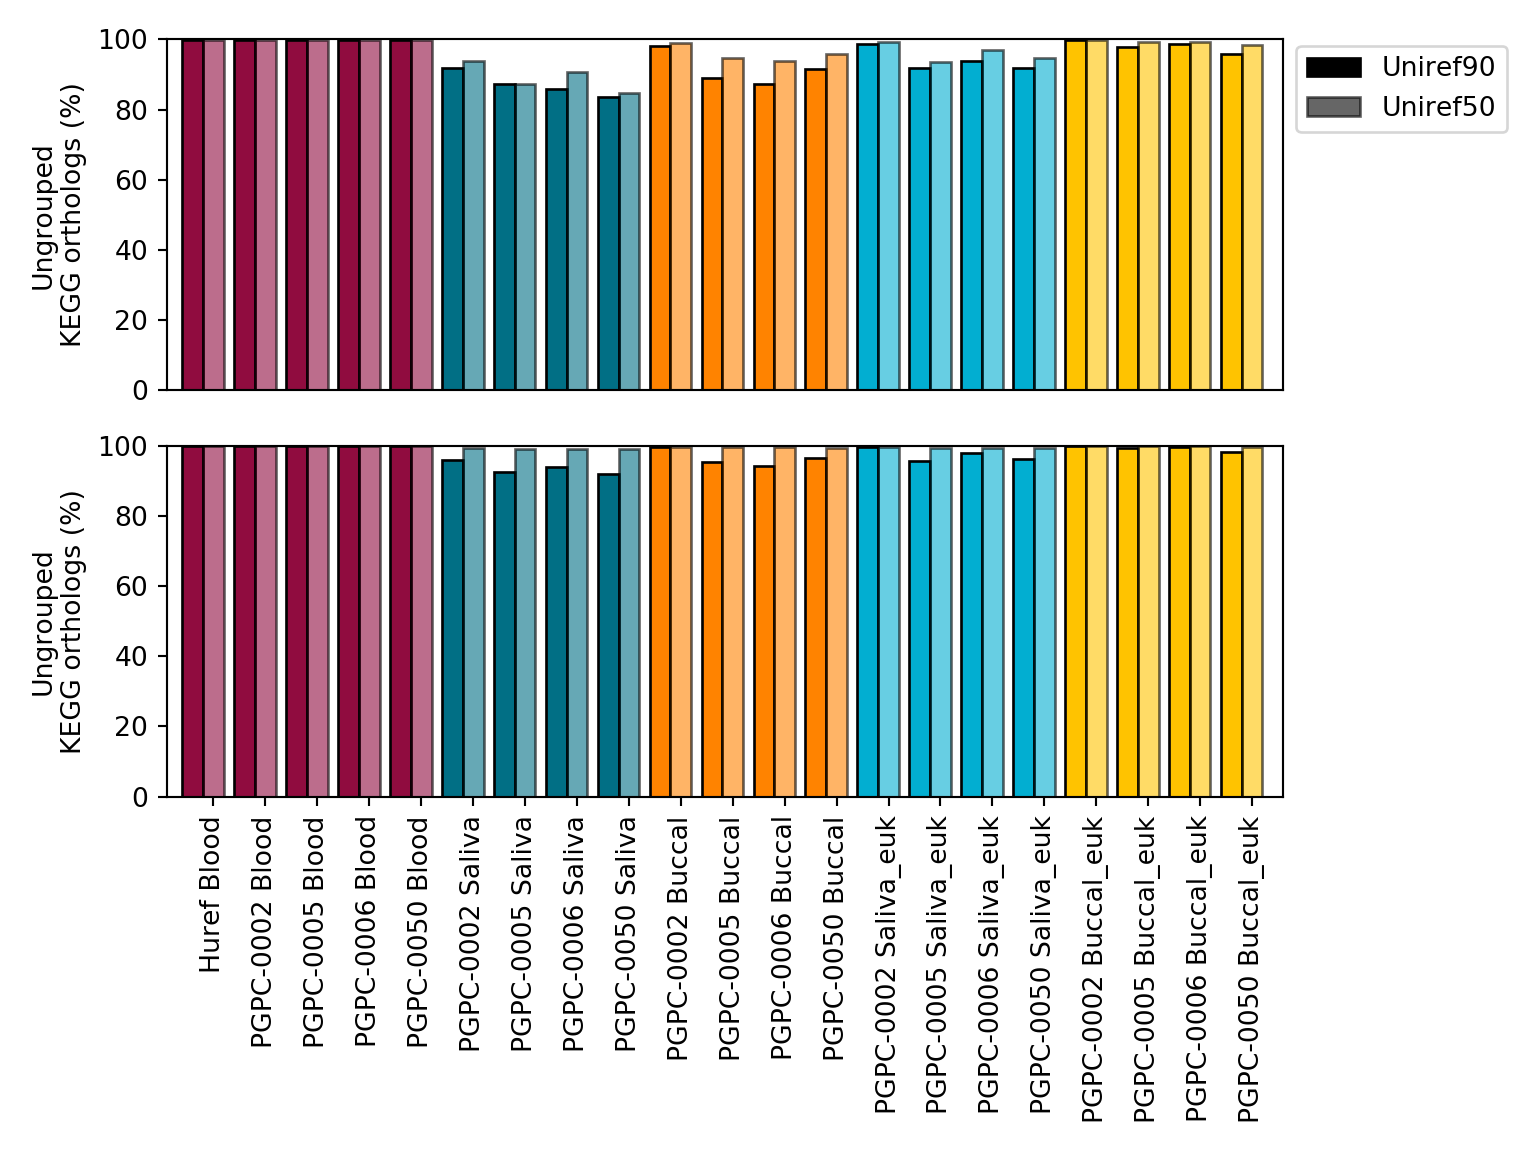 100
80
60
40
20
0
Ungrouped
KEGG orthologs (%)
Uniref90
Uniref50
100
80
60
40
20
0
Ungrouped
KEGG orthologs (%)
Huref Blood
PGPC-0002 Blood
PGPC-0005 Blood
PGPC-0006 Blood
PGPC-0050 Blood
PGPC-0002 Saliva
PGPC-0005 Saliva
PGPC-0006 Saliva
PGPC-0050 Saliva
PGPC-0002 Buccal
PGPC-0005 Buccal
PGPC-0006 Buccal
PGPC-0050 Buccal
PGPC-0002 Saliva_euk
PGPC-0005 Saliva_euk
PGPC-0006 Saliva_euk
PGPC-0050 Saliva_euk
PGPC-0002 Buccal_euk
PGPC-0005 Buccal_euk
PGPC-0006 Buccal_euk
PGPC-0050 Buccal_euk